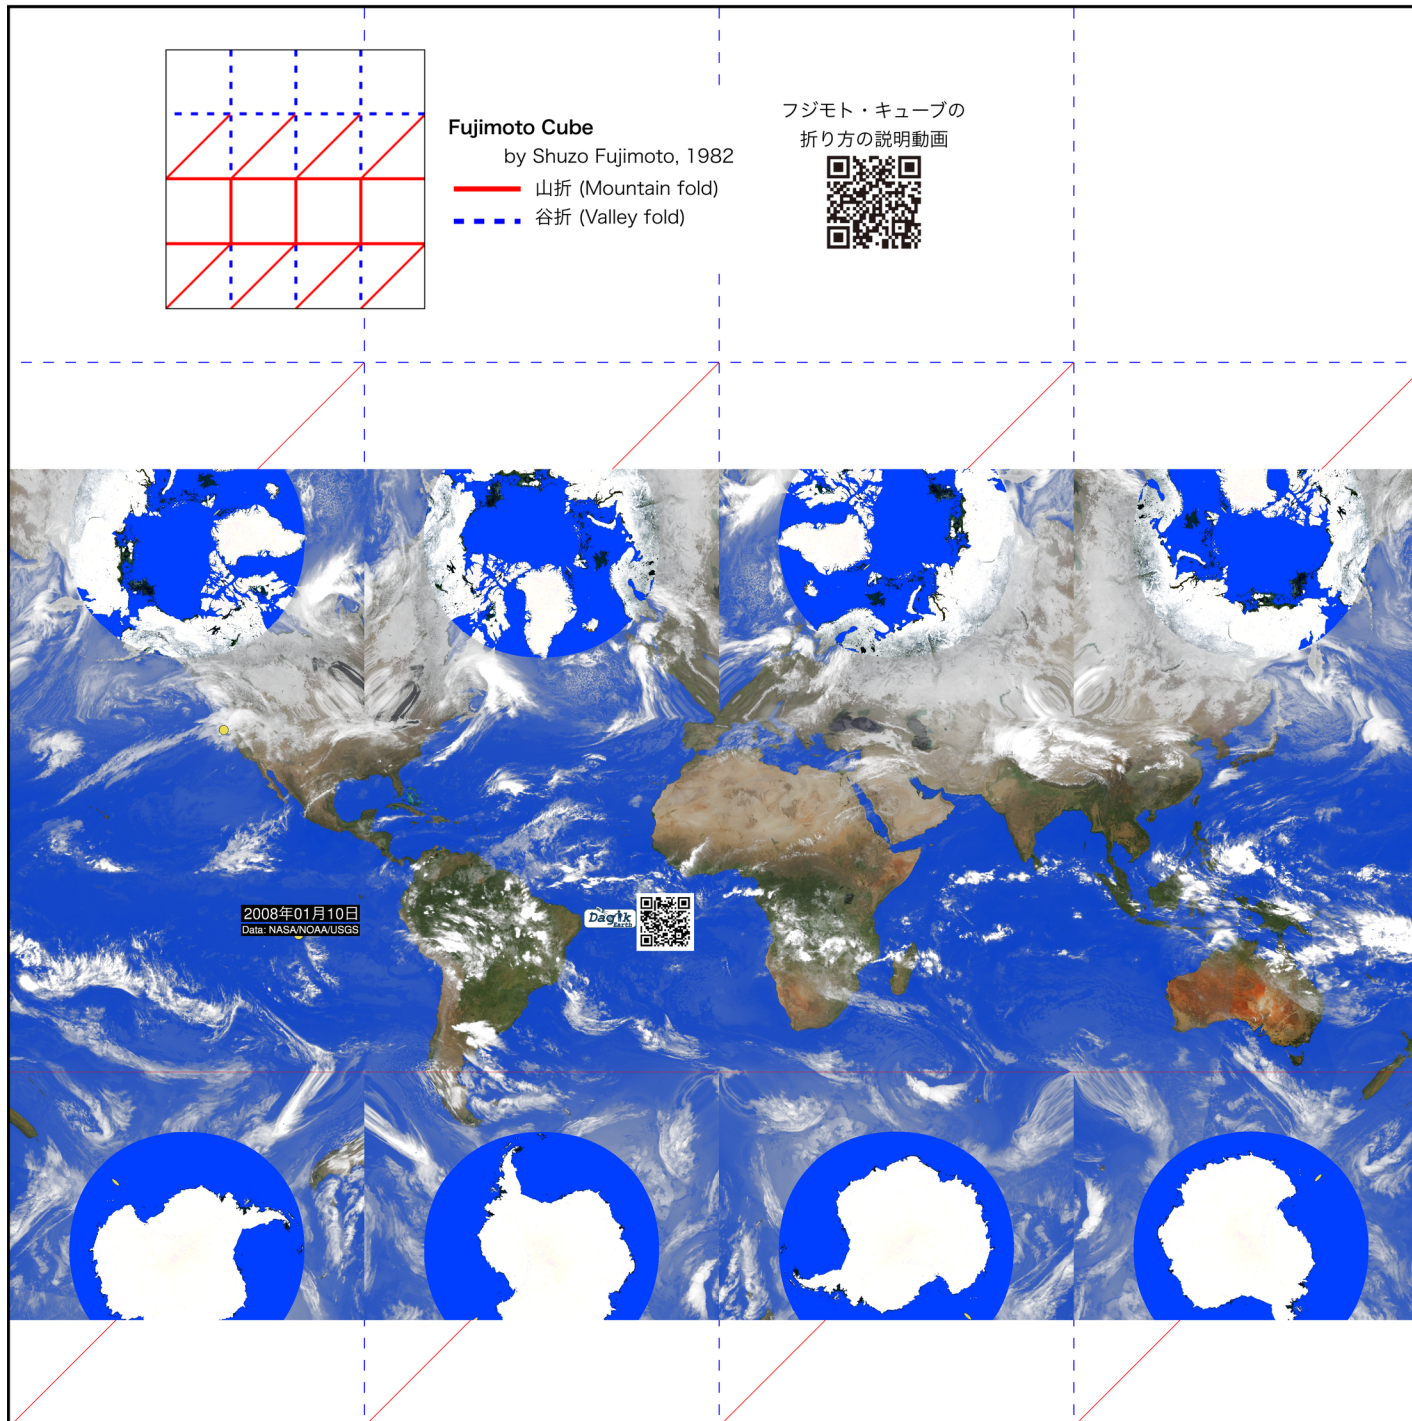 Fujimoto Cube
by Shuzo Fujimoto, 1982
山折 (Mountain fold)
谷折 (Valley fold)
フジモト・キューブの
折り方の説明動画
2008年01月10日
Data: NASA/NOAA/USGS
Dagik
Earth